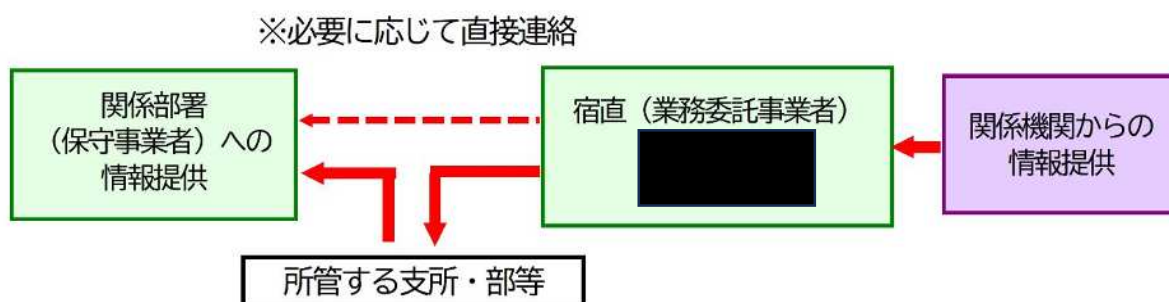 ※必要に応じて直接連絡
関係部署
（保守事業者）への
情報提供
宿直（業務委託事業者）
関係機関からの
情報提供
所管する支所・部等